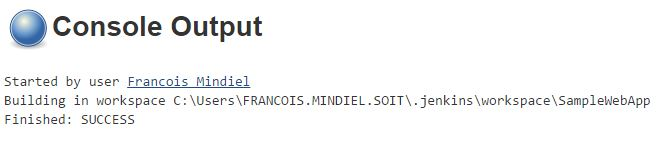 Console Output
Started by user Francois Mindiel
Building in workspace C:\Users\FRANCOIS.MINDIEL.SOIT\.jenkins\workspace\SampleWebApp
Finished: SUCCESS